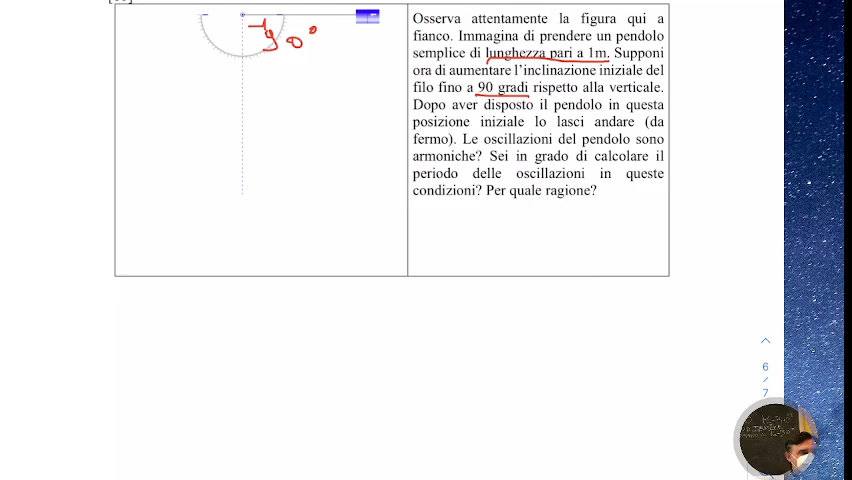 90°
Osserva attentamente la figura qui a
fianco. Immagina di prendere un pendolo
semplice di lunghezza pari a 1m. Supponi
ora di aumentare l'inclinazione iniziale del
filo fino a 90 gradi rispetto alla verticale.
Dopo aver disposto il pendolo in questa
posizione iniziale lo lasci andare (da
fermo). Le oscillazioni del pendolo sono
armoniche? Sei in grado di calcolare il
periodo delle oscillazioni in queste
condizioni? Per quale ragione?
6
7